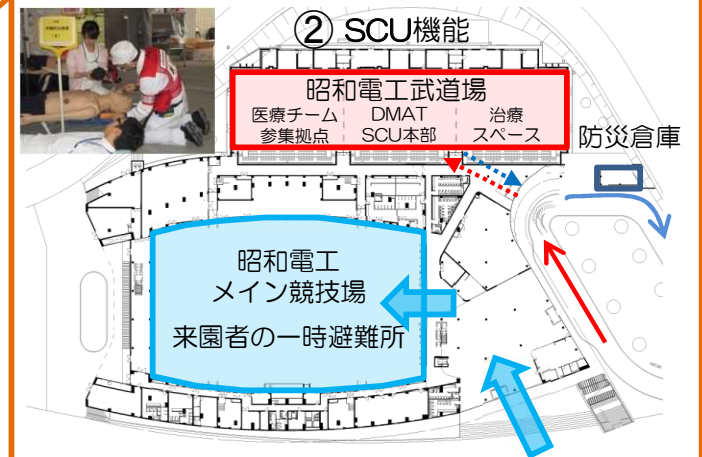 ② SCU機能
昭和電工武道場
医療チーム
参集拠点
DMAT
SCU本部
治療
スペース
防災倉庫
昭和電工
メイン競技場
来園者の一時避難所